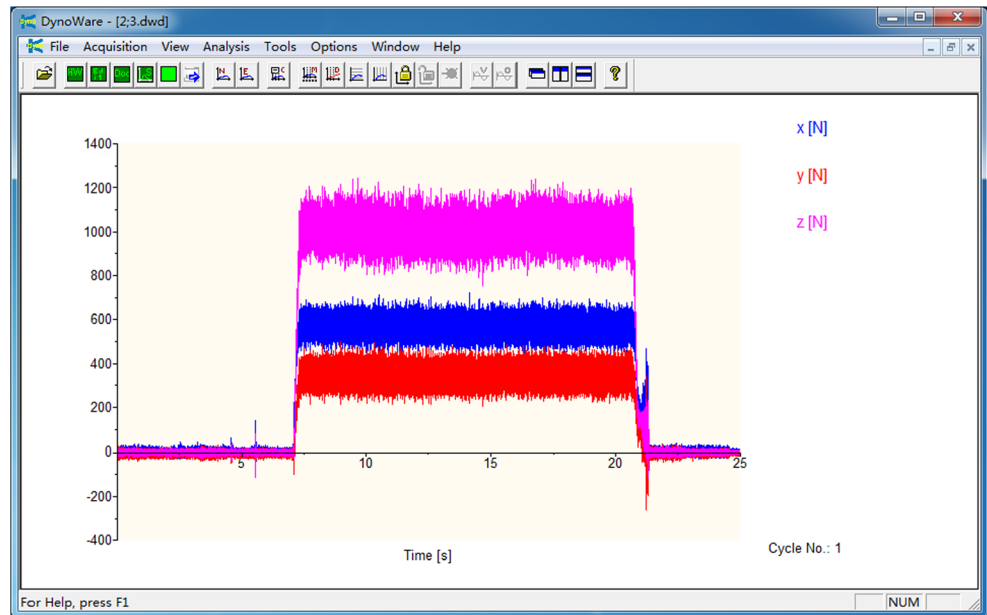 DynoWare - [2;3.dwd]
File Acquisition View Analysis Tools Options Window Help
x [N]
y [N]
z [N]
1400
1200
1000
800
600
400
200
0
-200
-400
5 10 15 20 25
Time [s]
Cycle No.: 1
For Help, press F1 NUM